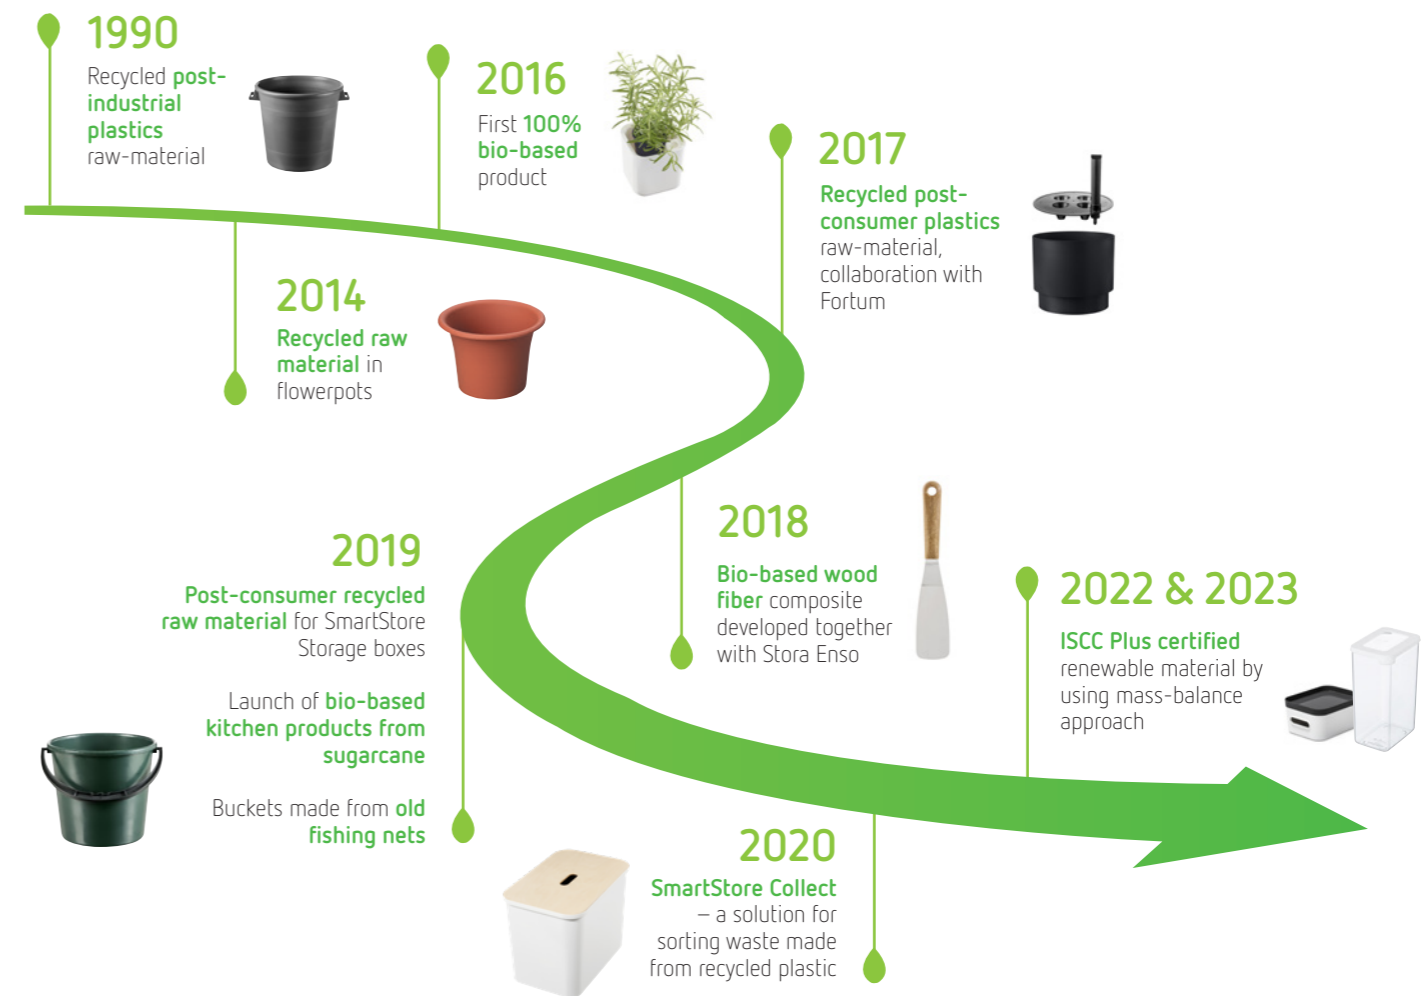 1990
Recycled post-
industrial
plastics
raw-material
2014
Recycled raw
material in
flowerpots
2016
First 100%
bio-based
product
2017
Recycled post-
consumer plastics
raw-material,
collaboration with
Fortum
2018
Bio-based wood
fiber composite
developed together
with Stora Enso
2019
Post-consumer recycled
raw material for SmartStore
Storage boxes
Launch of bio-based
kitchen products from
sugarcane
Buckets made from old
fishing nets
2020
SmartStore Collect
– a solution for
sorting waste made
from recycled plastic
2022 & 2023
ISCC Plus certified
renewable material by
using mass-balance
approach